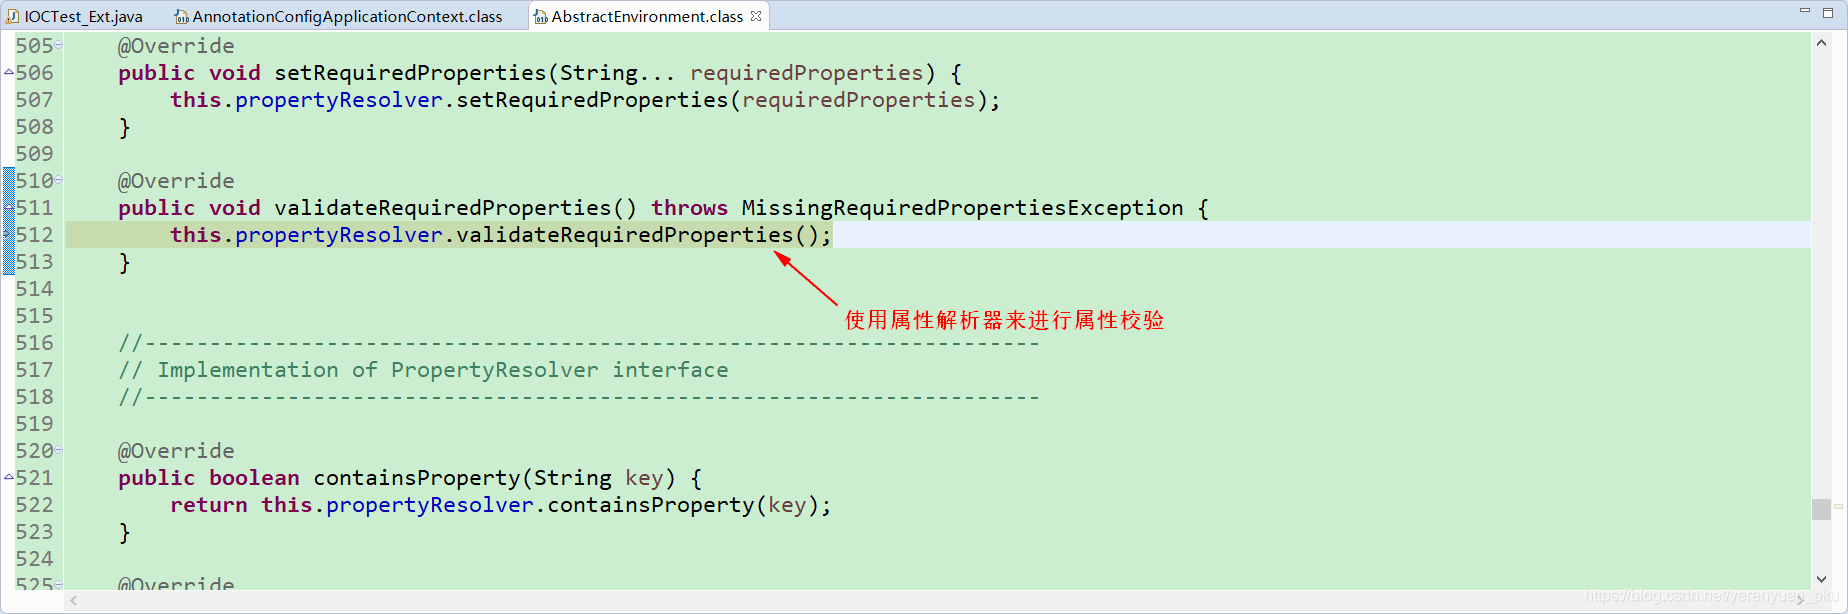 IOCTest_Ext.java AnnotationConfigApplicationContext.class AbstractEnvironment.class
505 @Override
506 public void setRequiredProperties(String... requiredProperties) {
507 this.propertyResolver.setRequiredProperties(requiredProperties);
508 }
509
510 @Override
511 public void validateRequiredProperties() throws MissingRequiredPropertiesException {
512 this.propertyResolver.validateRequiredProperties();
513 }
514
515
使用属性解析器来进行属性校验
516 //---------------------------------------------------------------------
517 // Implementation of PropertyResolver interface
518 //---------------------------------------------------------------------
519
520 @Override
521 public boolean containsProperty(String key) {
522 return this.propertyResolver.containsProperty(key);
523 }
524
525 @Override
https://blog.csdn.net/yerenyuan_pku